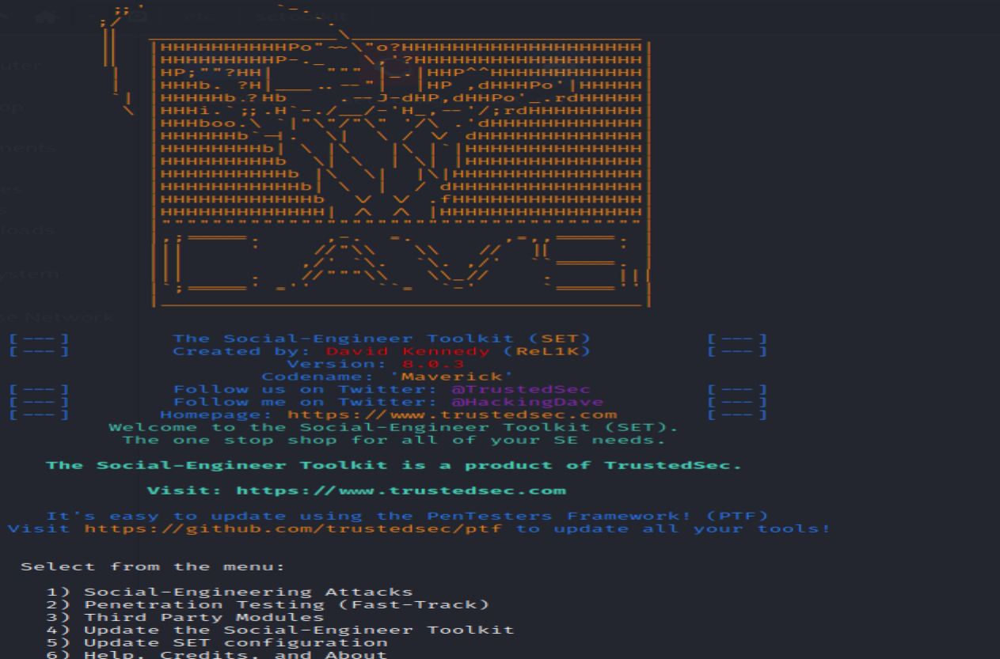 [---] The Social-Engineer Toolkit (SET) [---]
[---] Created by: David Kennedy (ReL1K) [---]
Version: 8.0.3
Codename: 'Maverick'
[---] Follow us on Twitter: @TrustedSec [---]
[---] Follow me on Twitter: @HackingDave [---]
[---] Homepage: https://www.trustedsec.com [---]
Welcome to the Social-Engineer Toolkit (SET).
The one stop shop for all of your SE needs.
The Social-Engineer Toolkit is a product of TrustedSec.
Visit: https://www.trustedsec.com
It's easy to update using the PenTesters Framework! (PTF)
Visit https://github.com/trustedsec/ptf to update all your tools!
Select from the menu:
1) Social-Engineering Attacks
2) Penetration Testing (Fast-Track)
3) Third Party Modules
4) Update the Social-Engineer Toolkit
5) Update SET configuration
6) Help, Credits, and About